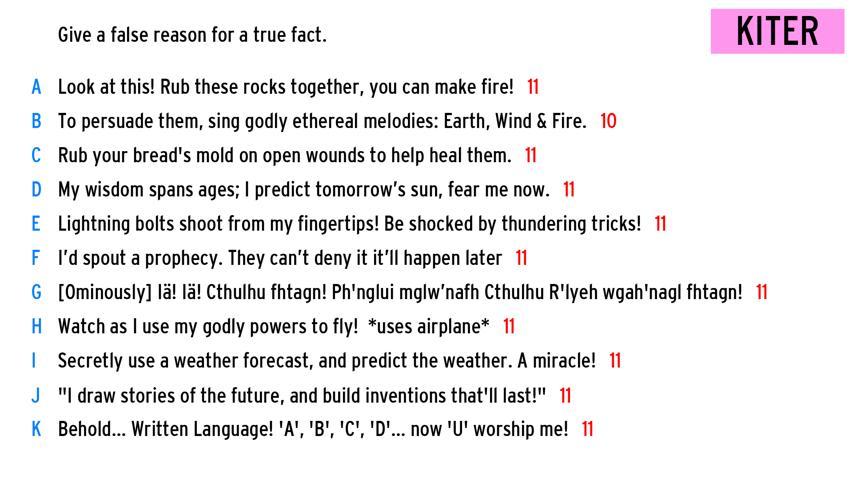 Give a false reason for a true fact.
KITER
A Look at this! Rub these rocks together, you can make fire! 11
B To persuade them, sing godly ethereal melodies: Earth, Wind & Fire. 10
C Rub your bread's mold on open wounds to help heal them. 11
D My wisdom spans ages; I predict tomorrow’s sun, fear me now. 11
E Lightning bolts shoot from my fingertips! Be shocked by thundering tricks! 11
F I’d spout a prophecy. They can’t deny it it’ll happen later 11
G [Ominously] Iä! Iä! Cthulhu fhtagn! Ph'nglui mglw’nafh Cthulhu R'lyeh wgah'nagl fhtagn! 11
H Watch as I use my godly powers to fly! *uses airplane* 11
I Secretly use a weather forecast, and predict the weather. A miracle! 11
J "I draw stories of the future, and build inventions that'll last!" 11
K Behold... Written Language! 'A', 'B', 'C', 'D'... now 'U' worship me! 11